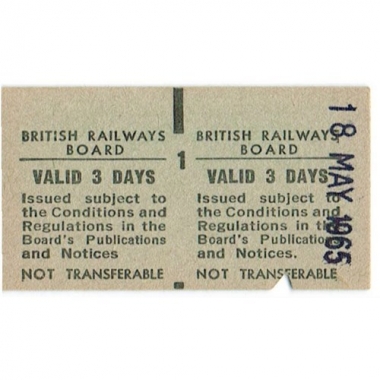 BRITISH RAILWAYS
BOARD
VALID 3 DAYS
Issued subject to
the Conditions and
Regulations in the
Board's Publications
and Notices.
NOT TRANSFERABLE
1
BRITISH RAILWAYS
BOARD
VALID 3 DAYS
Issued subject to
the Conditions and
Regulations in the
Board's Publications
and Notices.
NOT TRANSFERABLE
18 MAY 1965